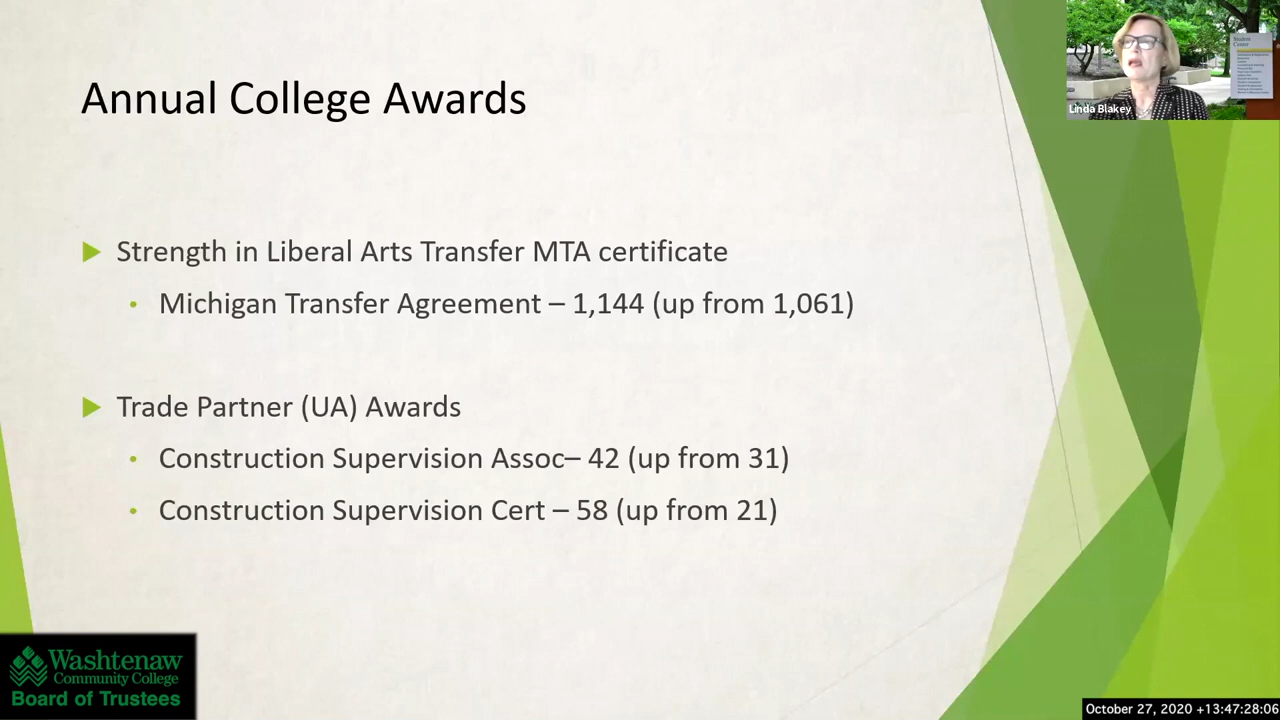 Annual College Awards
Strength in Liberal Arts Transfer MTA certificate
Michigan Transfer Agreement – 1,144 (up from 1,061)
Trade Partner (UA) Awards
Construction Supervision Assoc– 42 (up from 31)
Construction Supervision Cert – 58 (up from 21)
Linda Blakey
Student
Center
Washtenaw
Community College
Board of Trustees
October 27, 2020 +13:47:28:06